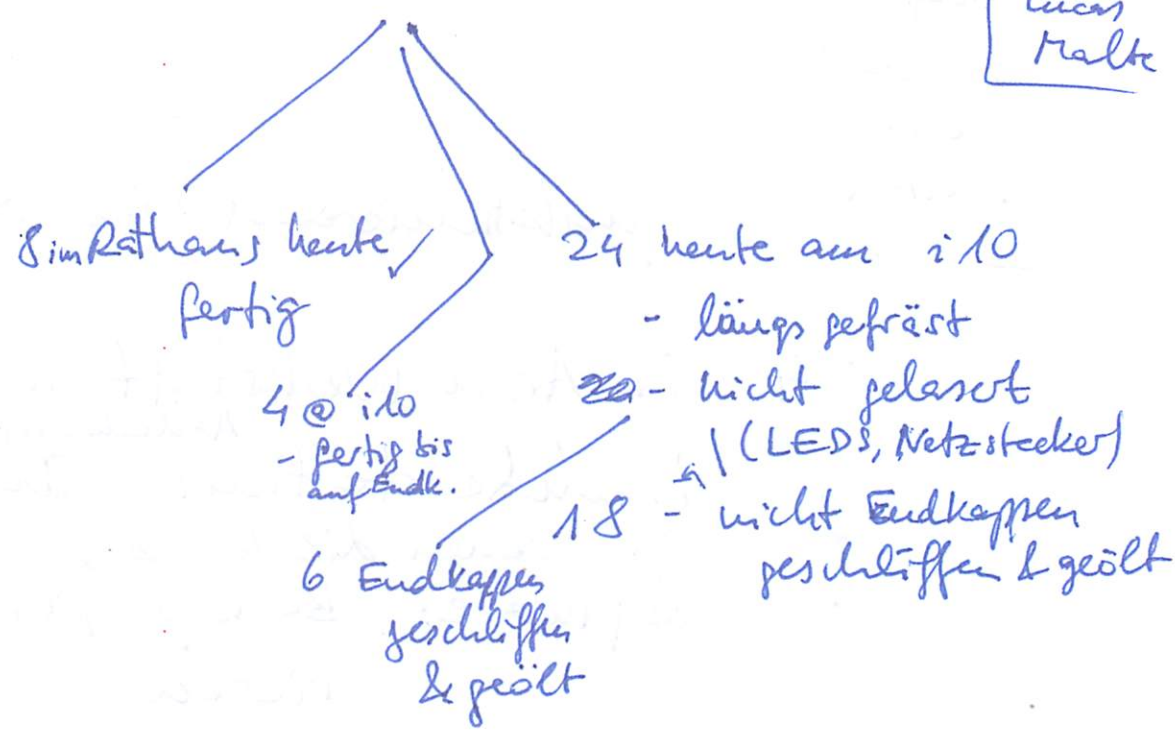 Lucas
Malte
8 im Rathaus heute
fertig
4 @ i10
- fertig bis
auf Endk.
24 heute am i10
- längs gefräst
- nicht gelasert
(LEDs, Netzstecker)
18 - nicht Endkappen
geschliffen & geölt
6 Endkappen
geschliffen
& geölt